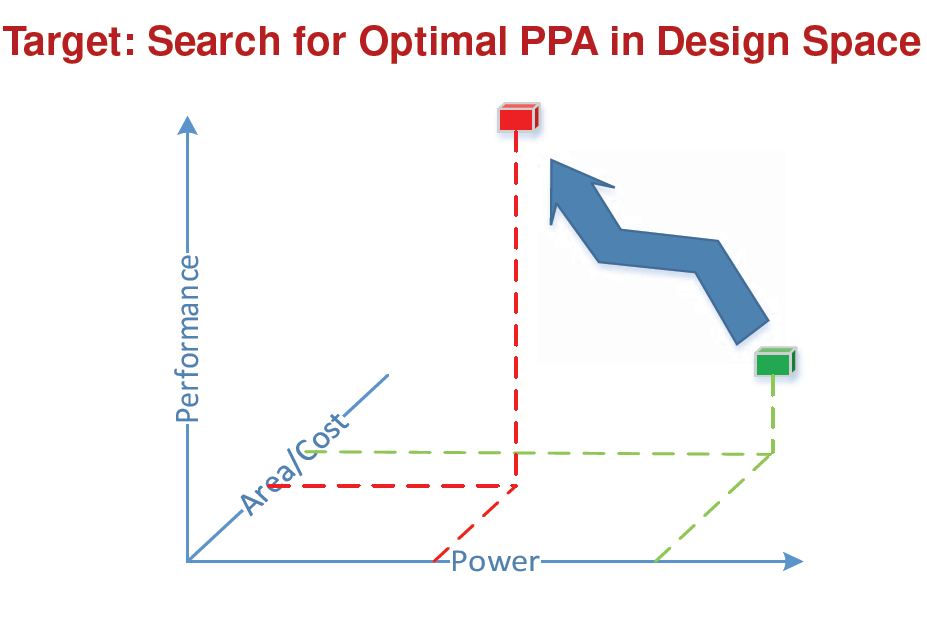 Target: Search for Optimal PPA in Design Space
Performance
Area/Cost
Power